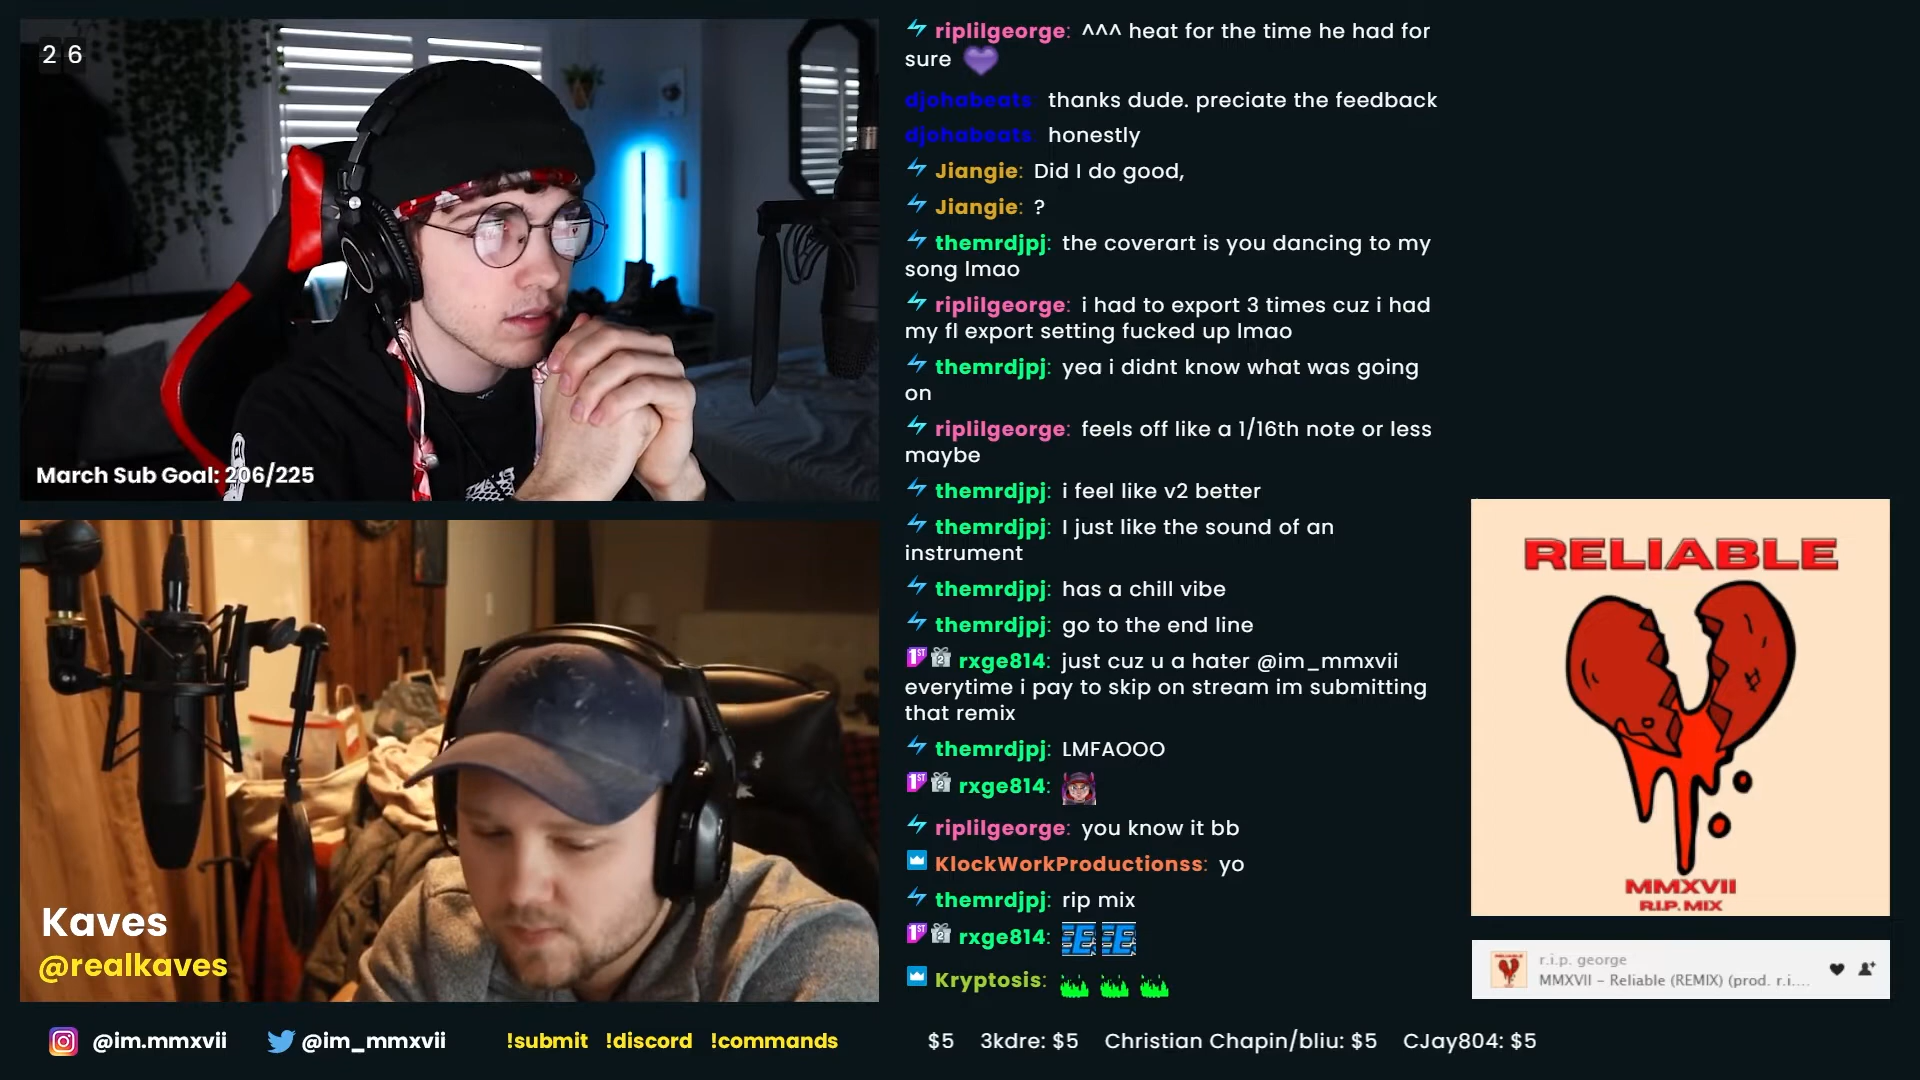 26
March Sub Goal: 206/225
Kaves
@realkaves
riplilgeorge: ^^^ heat for the time he had for
sure
djohabeats: thanks dude. preciate the feedback
djohabeats: honestly
Jiangie: Did I do good,
Jiangie: ?
themrdjpj: the coverart is you dancing to my
song lmao
riplilgeorge: i had to export 3 times cuz i had
my fl export setting fucked up lmao
themrdjpj: yea i didnt know what was going
on
riplilgeorge: feels off like a 1/16th note or less
maybe
themrdjpj: i feel like v2 better
themrdjpj: I just like the sound of an
instrument
themrdjpj: has a chill vibe
themrdjpj: go to the end line
rxge814: just cuz u a hater @im_mmxvii
everytime i pay to skip on stream im submitting
that remix
themrdjpj: LMFAOOO
rxge814:
riplilgeorge: you know it bb
KlockWorkProductionss: yo
themrdjpj: rip mix
rxge814:
Kryptosis:
RELIABLE
MMXVII
R.I.P. MIX
r.i.p. george
MMXVII - Reliable (REMIX) (prod. r.i....
@im.mmxvii @im_mmxvii !submit !discord !commands
$5 3kdre: $5 Christian Chapin/bliu: $5 CJay804: $5